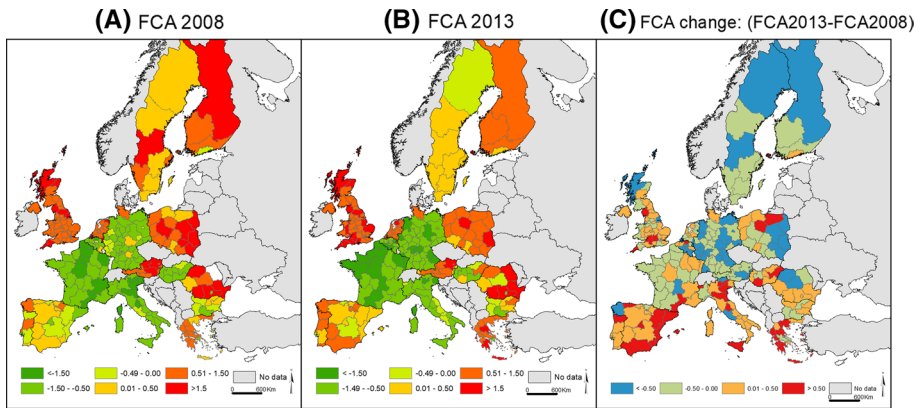 (A) FCA 2008
(B) FCA 2013
(C) FCA change: (FCA2013-FCA2008)
<-1.50
-0.49 - 0.00
0.51 - 1.50
No data
-1.50 - -0.50
0.01 - 0.50
>1.5
0 600Km
<-1.50
-0.49 - 0.00
0.51 - 1.50
No data
-1.49 - -0.50
0.01 - 0.50
> 1.5
0 600Km
< -0.50
-0.50 - 0.00
0.01 - 0.50
> 0.50
No data
0 600Km